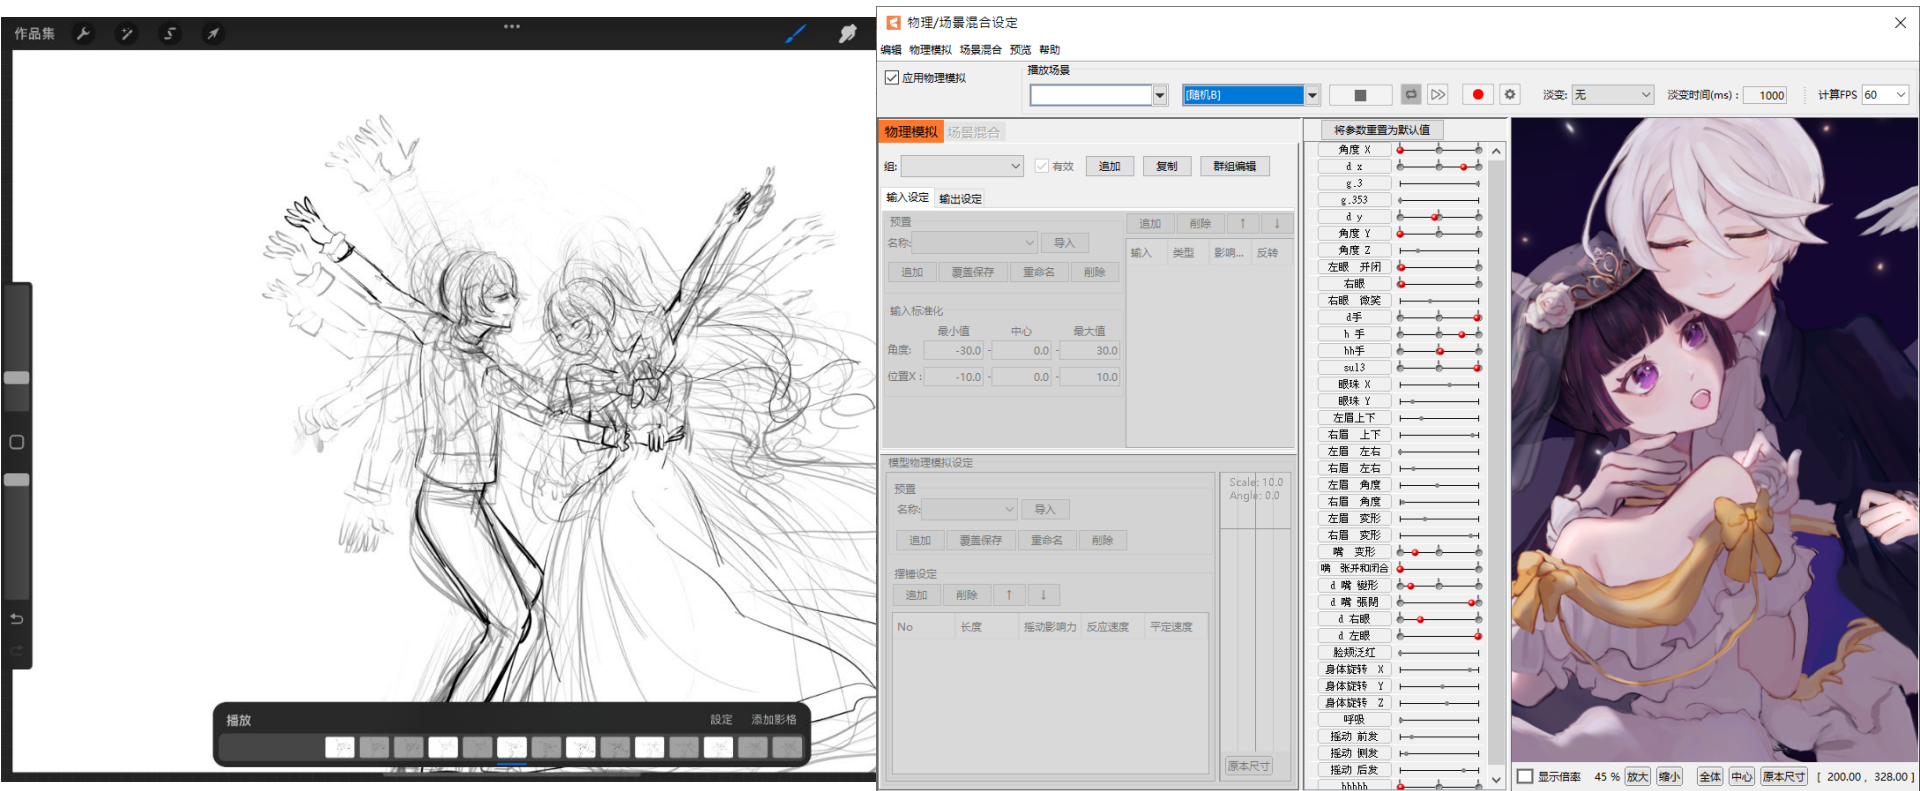 作品集
播放
設定 添加影格
物理/场景混合设定
编辑 物理模拟 场景混合 预览 帮助
应用物理模拟
播放场景
[随机B]
淡变: 无
淡变时间(ms) : 1000
计算FPS 60
物理模拟 场景混合
组: 有效 追加 复制 群组编辑
输入设定 输出设定
预置
名称: 导入
追加 覆盖保存 重命名 削除
输入标准化
最小值 中心 最大值
角度: -30.0 - 0.0 - 30.0
位置X : -10.0 - 0.0 - 10.0
追加 削除 ↑ ↓
输入 类型 影响... 反转
模型物理模拟设定
预置
名称: 导入
追加 覆盖保存 重命名 削除
摆锤设定
追加 削除 ↑ ↓
No 长度 摇动影响力 反应速度 平定速度
Scale: 10.0
Angle: 0.0
原本尺寸
将参数重置为默认值
角度 X
d x
g.3
g.353
d y
角度 Y
角度 Z
左眼 开闭
右眼
右眼 微笑
d手
h 手
hh手
sul3
眼珠 X
眼珠 Y
左眉上下
右眉 上下
左眉 左右
右眉 左右
左眉 角度
右眉 角度
左眉 变形
右眉 变形
嘴 变形
嘴 张开和闭合
d 嘴 變形
d 嘴 張閉
d 右眼
d 左眼
脸颊泛红
身体旋转 X
身体旋转 Y
身体旋转 Z
呼吸
摇动 前发
摇动 侧发
摇动 后发
hhhhh
显示倍率 45 % 放大 缩小 全体 中心 原本尺寸 [ 200.00 , 328.00 ]